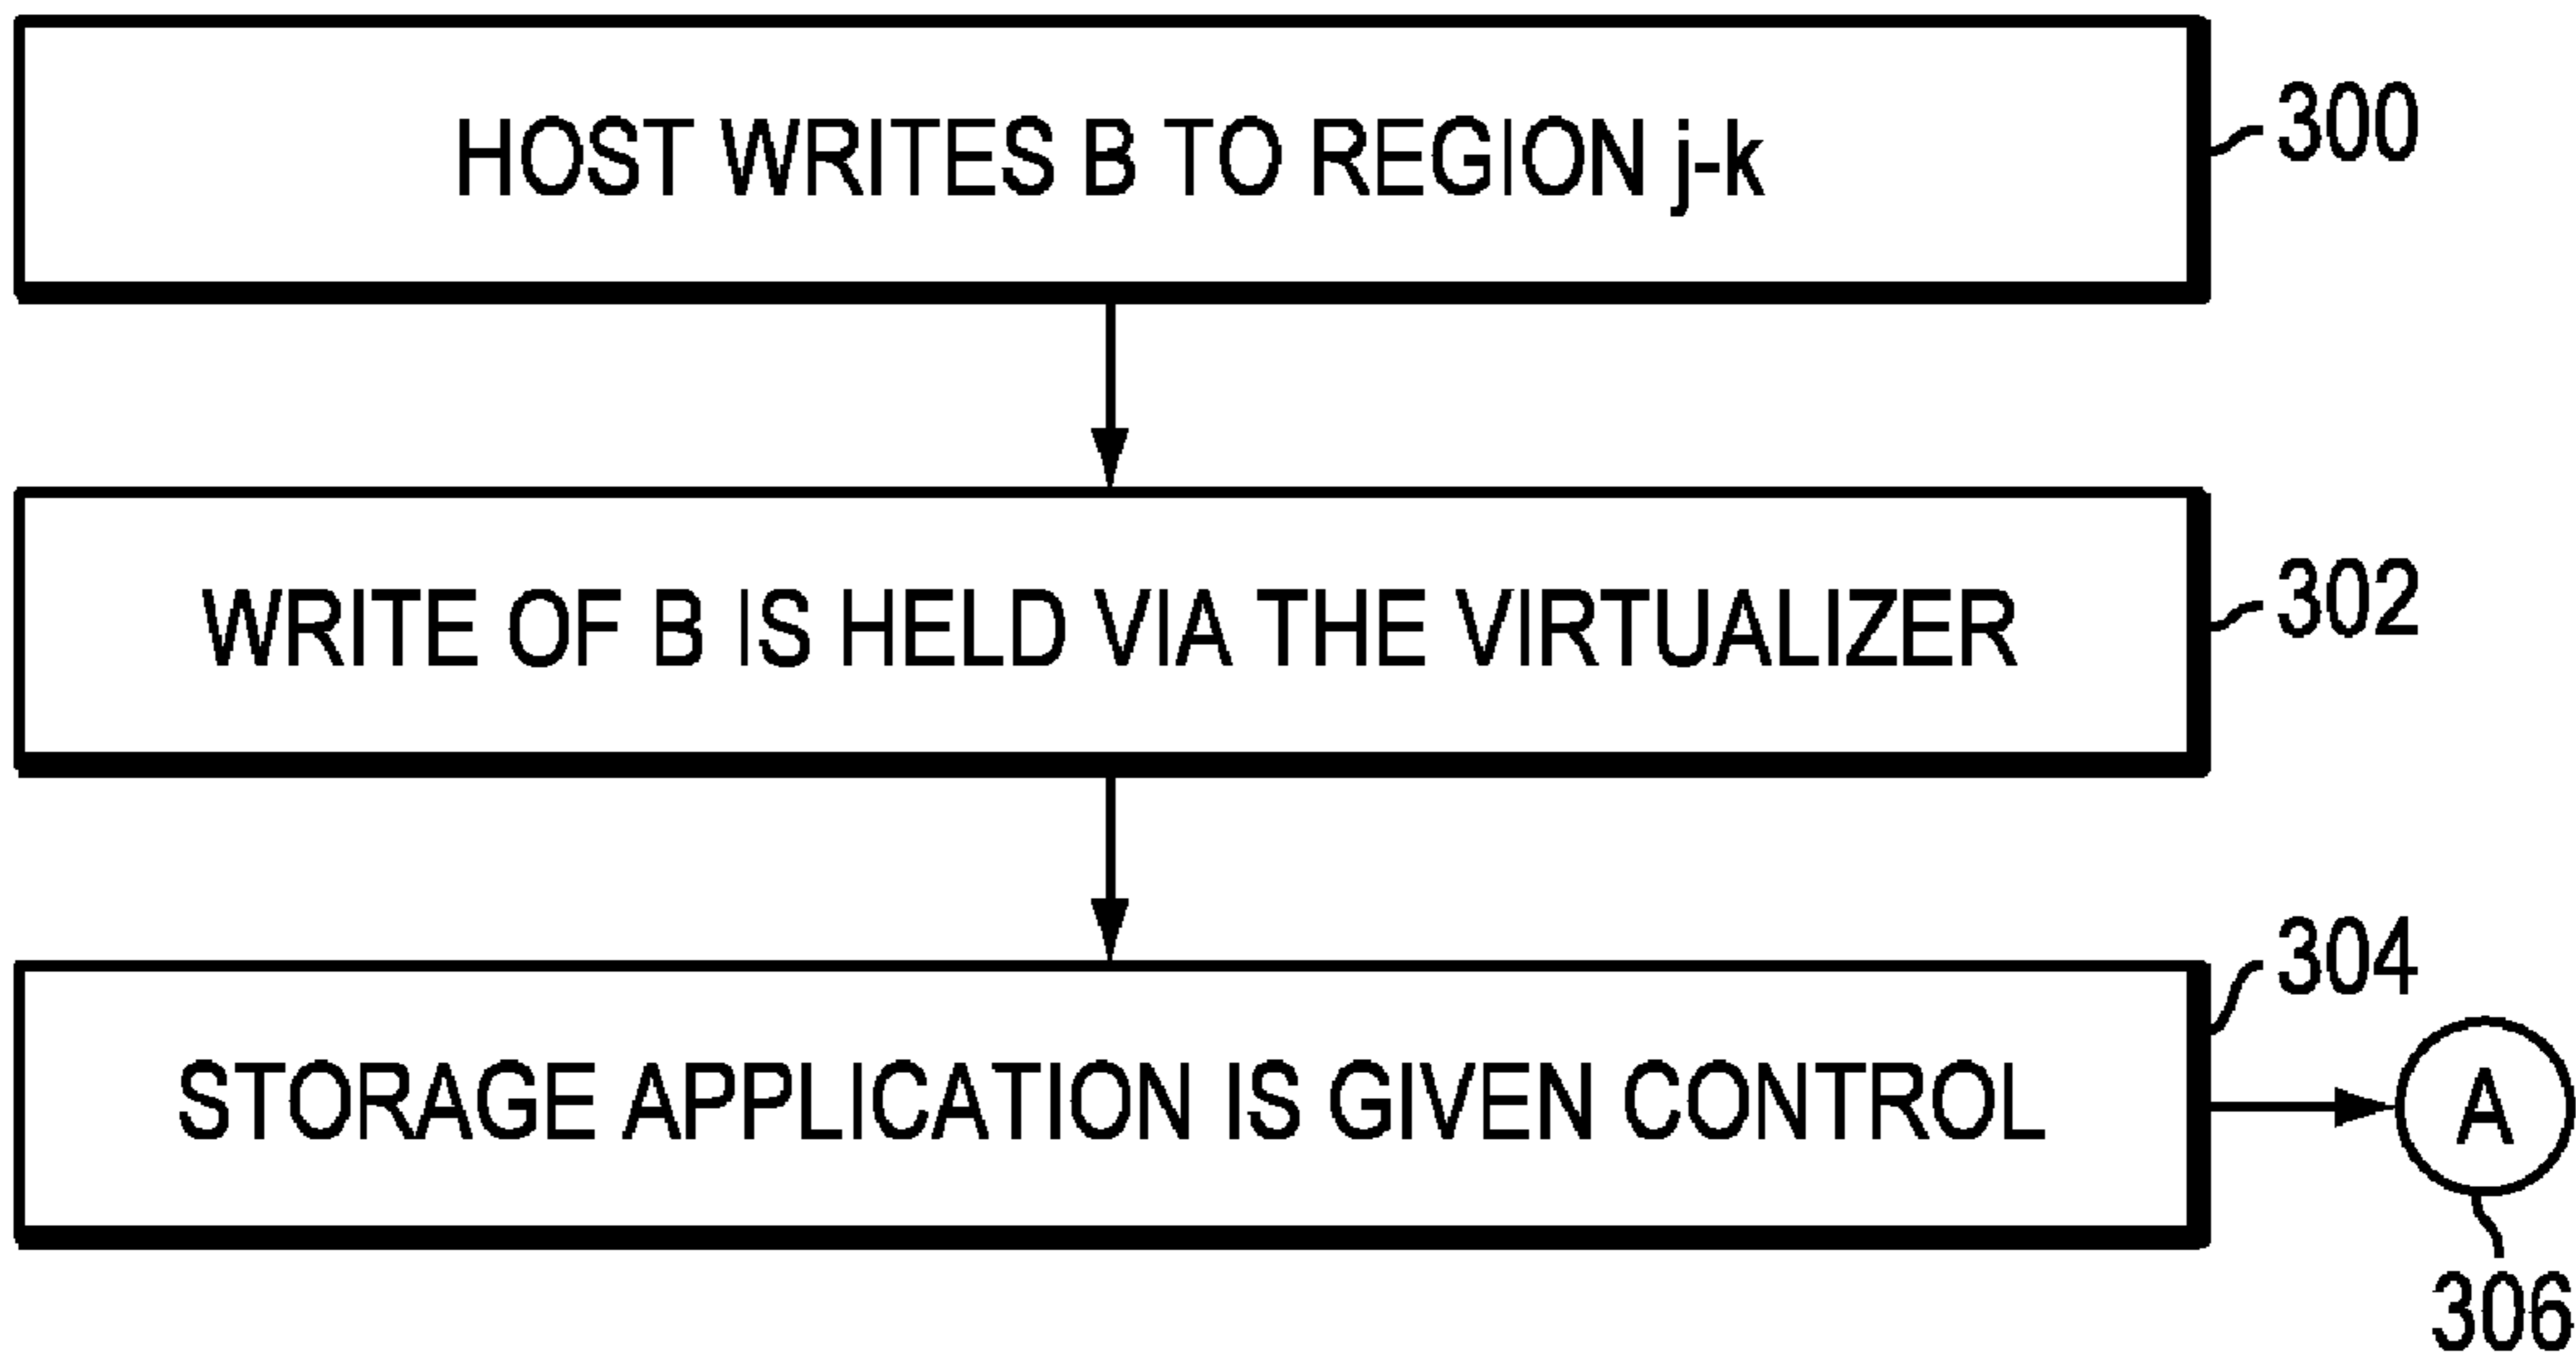 HOST WRITES B TO REGION j-k
300
WRITE OF B IS HELD VIA THE VIRTUALIZER
302
304
STORAGE APPLICATION IS GIVEN CONTROL
A
306